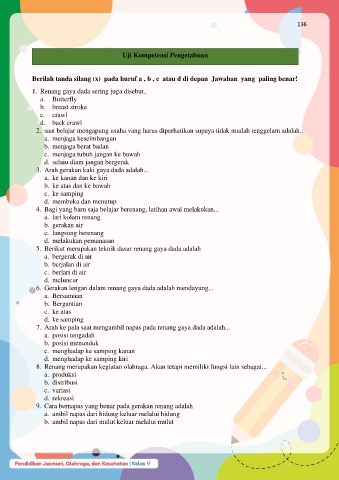 136
Uji Kompetensi Pengetahuan
Berilah tanda silang (x) pada huruf a , b , c atau d di depan Jawaban yang paling benar!
1. Renang gaya dada sering juga disebut..
a. Butterfly
b. breast stroke
c. crawl
d. back crawl
2. saat belajar mengapung usaha yang harus diperhatikan supaya tidak mudah tenggelam adalah..
a. menjaga keseimbangan
b. menjaga berat badan
c. menjaga tubuh jangan ke bawah
d. selalu diam jangan bergerak
3. Arah gerakan kaki gaya dada adalah...
a. ke kanan dan ke kiri
b. ke atas dan ke bawah
c. ke samping
d. membuka dan menutup
4. Bagi yang baru saja belajar berenang, latihan awal melakukan...
a. lari kolam renang
b. gerakan air
c. langsung berenang
d. melakukan pemanasan
5. Berikut merupakan teknik dasar renang gaya dada adalah
a. bergerak di air
b. berjalan di air
c. berlari di air
d. meluncur
6. Gerakan lengan dalam renang gaya dada adalah mendayung...
a. Bersamaan
b. Bergantian
c. ke atas
d. ke samping
7. Arah ke pala saat mengambil napas pada renang gaya dada adalah...
a. posisi tengadah
b. posisi menunduk
c. menghadap ke samping kanan
d. menghadap ke samping kiri
8. Renang merupakan kegiatan olahraga. Akan tetapi memiliki fungsi lain sebagai...
a. produksi
b. distribusi
c. variasi
d. rekreasi
9. Cara bernapas yang benar pada gerakan renang adalah
a. ambil napas dari hidung keluar melalui hidung
b. ambil napas dari mulut keluar melalui mulut
Pendidikan Jasmani, Olahraga, dan Kesehatan | Kelas V